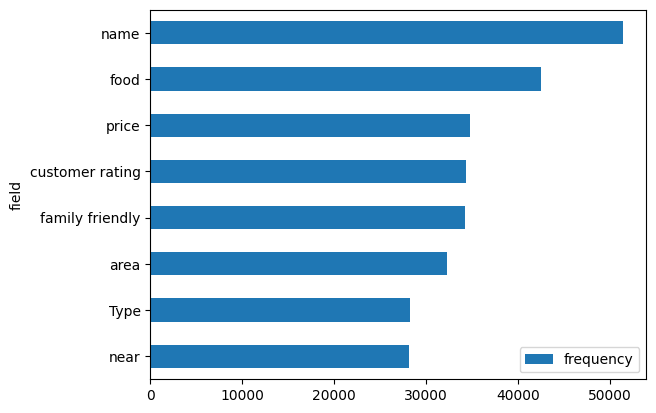 name
food
price
customer rating
family friendly
area
Type
near
field
0 10000 20000 30000 40000 50000
frequency